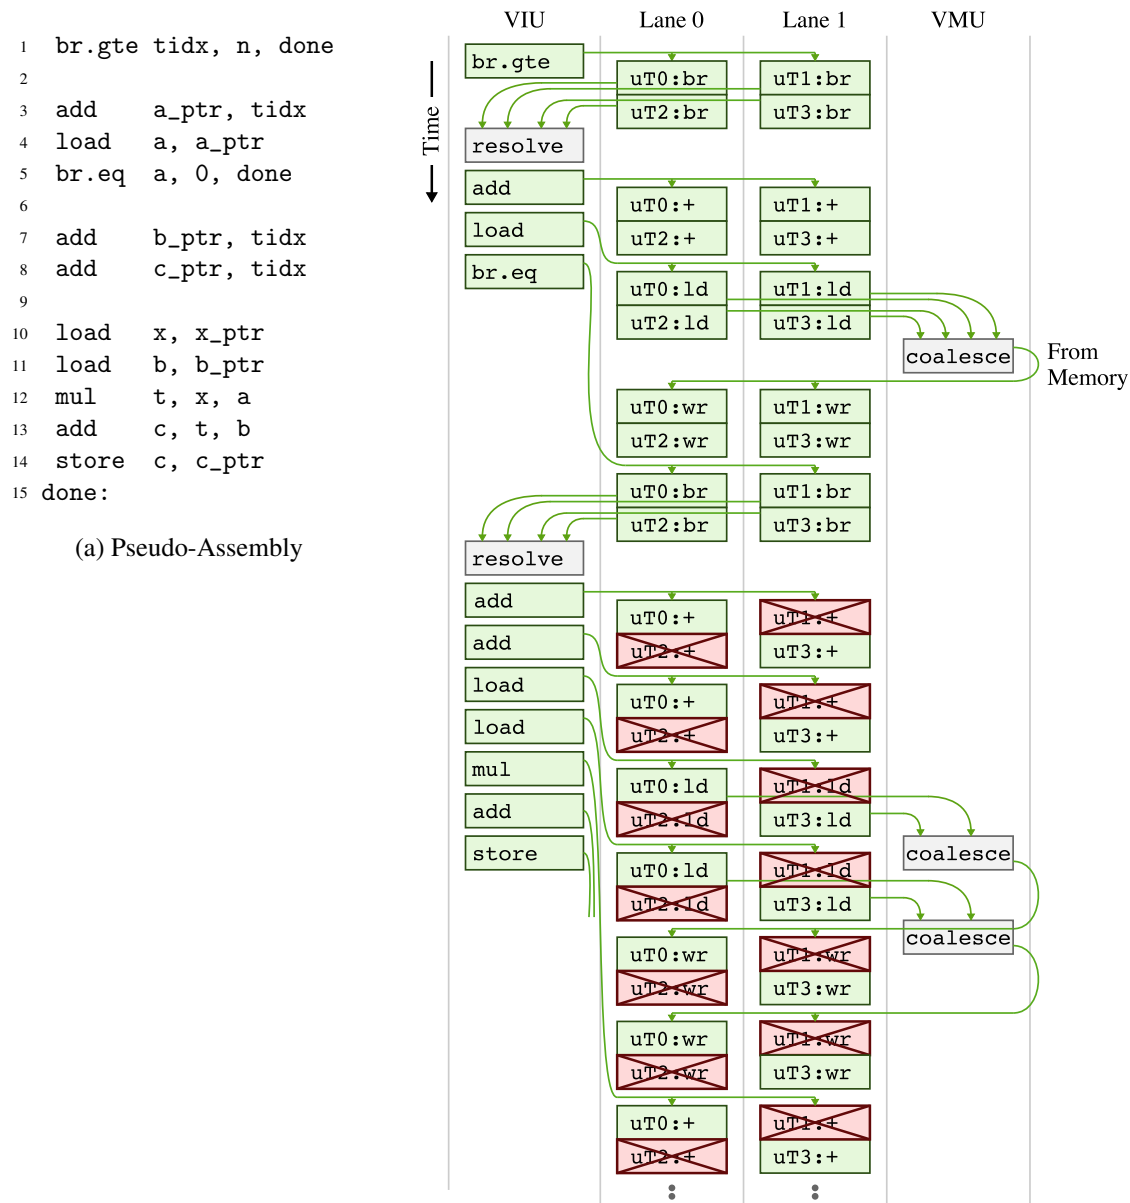 1 br.gte tidx, n, done
2
3 add a_ptr, tidx
4 load a, a_ptr
5 br.eq a, 0, done
6
7 add b_ptr, tidx
8 add c_ptr, tidx
9
10 load x, x_ptr
11 load b, b_ptr
12 mul t, x, a
13 add c, t, b
14 store c, c_ptr
15 done:
(a) Pseudo-Assembly
VIU Lane 0 Lane 1 VMU
Time
br.gte
uT0:br uT1:br
uT2:br uT3:br
resolve
add
uT0:+ uT1:+
uT2:+ uT3:+
load
br.eq
uT0:ld uT1:ld
uT2:ld uT3:ld
coalesce
From
Memory
uT0:wr uT1:wr
uT2:wr uT3:wr
uT0:br uT1:br
uT2:br uT3:br
resolve
add
uT0:+ uT1:+
uT2:+ uT3:+
add
load
uT0:+ uT1:+
uT2:+ uT3:+
load
mul
uT0:ld uT1:ld
uT2:ld uT3:ld
add
coalesce
store
uT0:ld uT1:ld
uT2:ld uT3:ld
coalesce
uT0:wr uT1:wr
uT2:wr uT3:wr
uT0:wr uT1:wr
uT2:wr uT3:wr
uT0:+ uT1:+
uT2:+ uT3:+